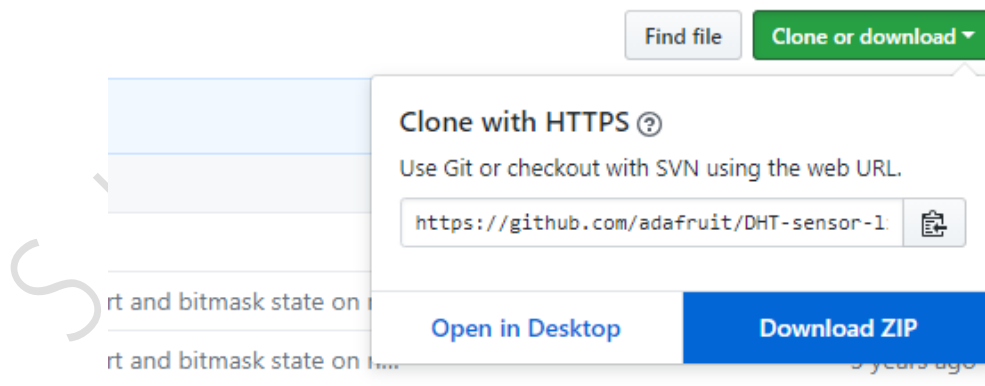 Find file
Clone or download
Clone with HTTPS
Use Git or checkout with SVN using the web URL.
https://github.com/adafruit/DHT-sensor-l
rt and bitmask state on
Open in Desktop
Download ZIP
rt and bitmask state on n...
years ago